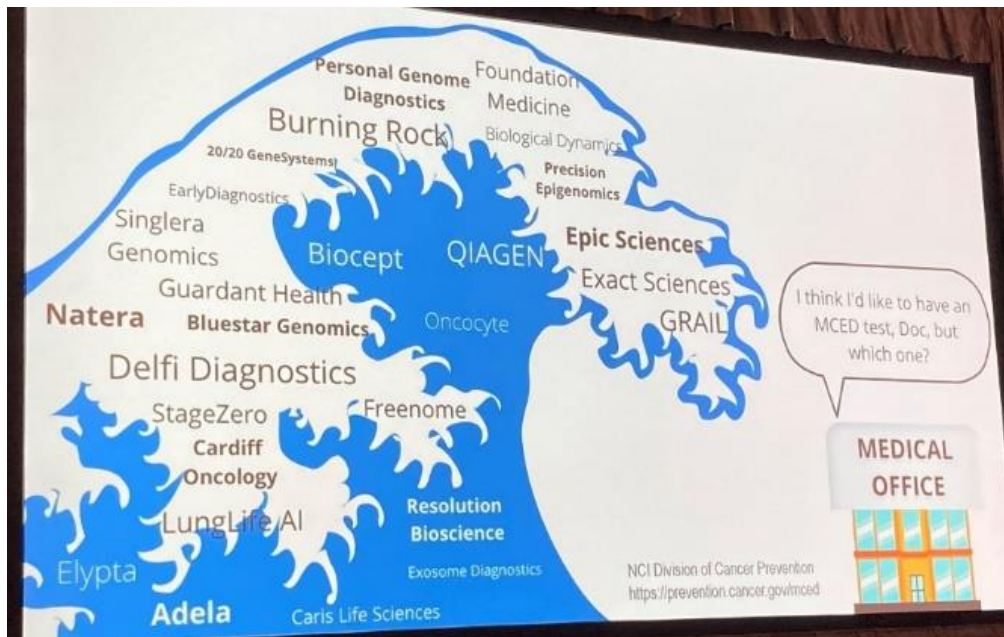 Personal Genome
Diagnostics
Foundation
Medicine
Burning Rock
Biological Dynamics
20/20 GeneSystems
Precision
Epigenomics
EarlyDiagnostics
Singlera
Genomics
Biocept
QIAGEN
Epic Sciences
Exact Sciences
GRAIL
Guardant Health
Natera
Bluestar Genomics
Oncocyte
Delfi Diagnostics
StageZero
Freenome
Cardiff
Oncology
LungLife AI
Resolution
Bioscience
Elypta
Exosome Diagnostics
Adela
Caris Life Sciences
I think I'd like to have an
MCED test, Doc, but
which one?
MEDICAL
OFFICE
NCI Division of Cancer Prevention
https://prevention.cancer.gov/mced